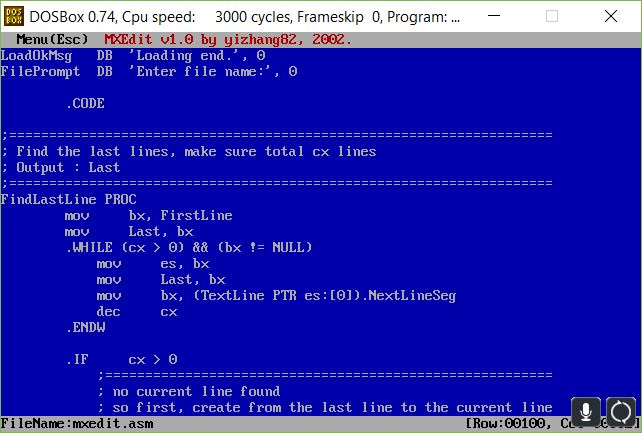 DOS
BOX
DOSBox 0.74, Cpu speed: 3000 cycles, Frameskip 0, Program: ...
Menu(Esc) MXEdit v1.0 by yizhang82, 2002.
LoadOkMsg DB 'Loading end.', 0
FilePrompt DB 'Enter file name:', 0
.CODE
;====================================================================
; Find the last lines, make sure total cx lines
; Output : Last
;====================================================================
FindLastLine PROC
mov bx, FirstLine
mov Last, bx
.WHILE (cx > 0) && (bx != NULL)
mov es, bx
mov Last, bx
mov bx, (TextLine PTR es:[0]).NextLineSeg
dec cx
.ENDW
.IF cx > 0
;========================================================
; no current line found
; so first, create from the last line to the current line
FileName:mxedit.asm [Row:00100,